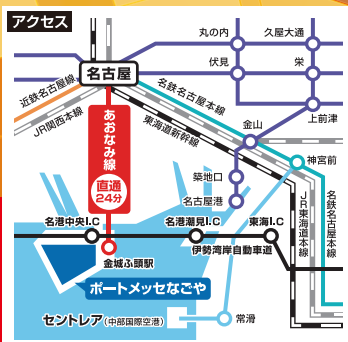 アクセス
丸の内
久屋大通
伏見
栄
名古屋
近鉄名古屋線
JR関西本線
名鉄名古屋本線
東海道新幹線
上前津
金山
あおなみ線
直通
24分
神宮前
築地口
名古屋港
JR東海道本線
名鉄名古屋本線
名港中央I.C
名港潮見I.C
東海I.C
伊勢湾岸自動車道
金城ふ頭駅
ポートメッセなごや
セントレア(中部国際空港)
常滑